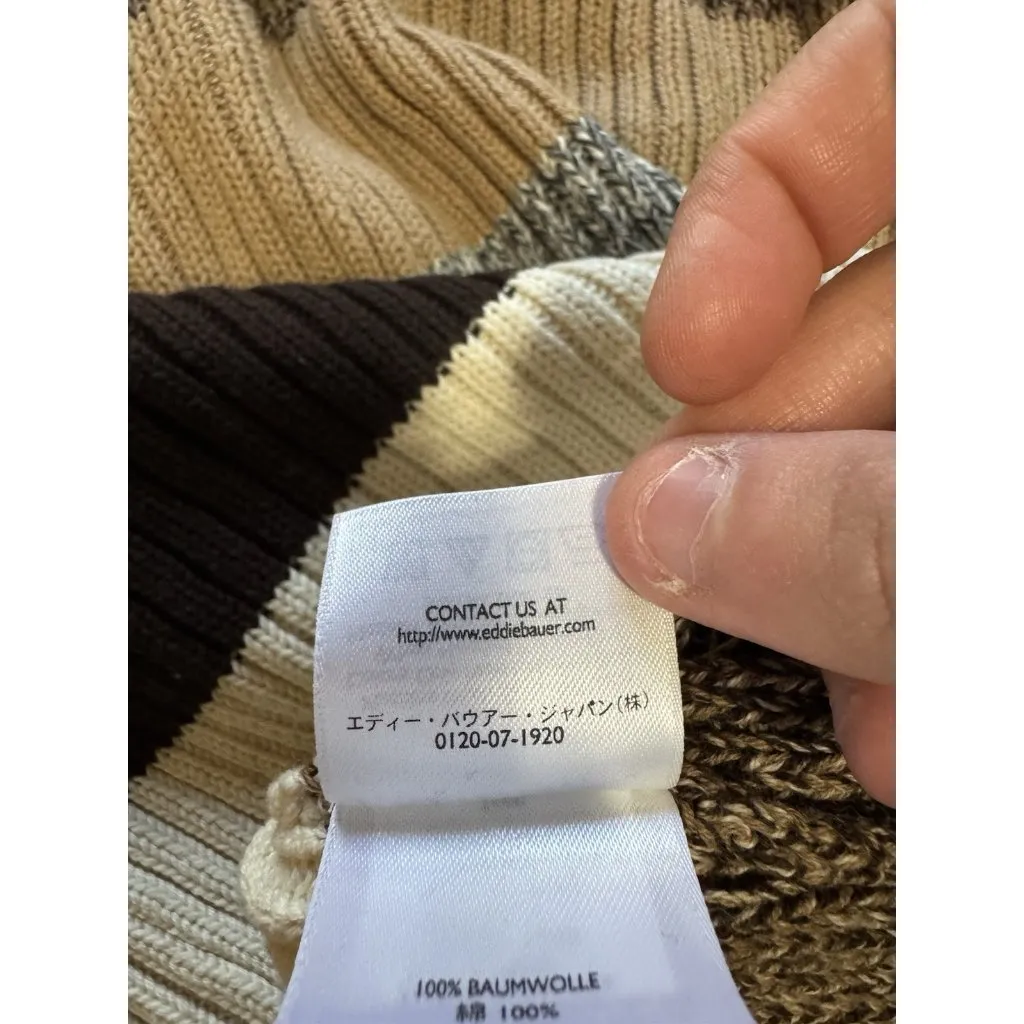 CONTACT US AT
http://www.eddiebauer.com
エディー・バウアー・ジャパン(株)
0120-07-1920
100% BAUMWOLLE
綿 100%